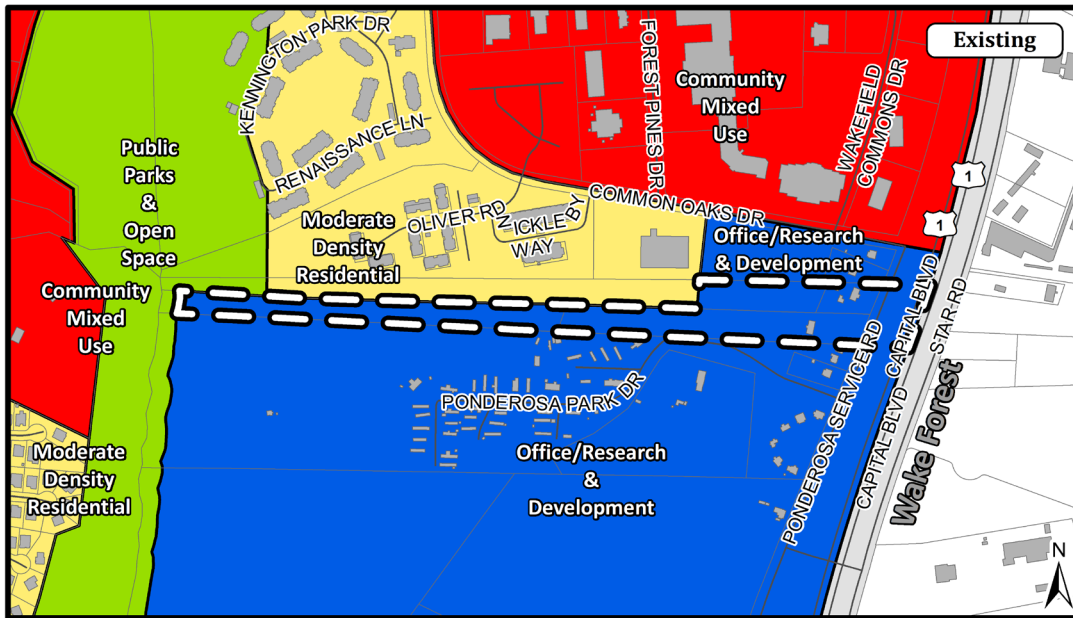 Existing
KENNINGTON PARK DR
FOREST PINES DR
Community
Mixed
Use
WAKEFIELD
COMMONS DR
1
Public
Parks
&
Open
Space
RENAISSANCE LN
Moderate
Density
Residential
OLIVER RD
NICKLEBY
WAY
COMMON OAKS DR
1
Office/Research
& Development
Community
Mixed
Use
CAPITAL BLVD
STAR RD
PONDEROSA SERVICE RD
CAPITAL BLVD
Wake Forest
PONDEROSA PARK DR
Moderate
Density
Residential
Office/Research
&
Development
N